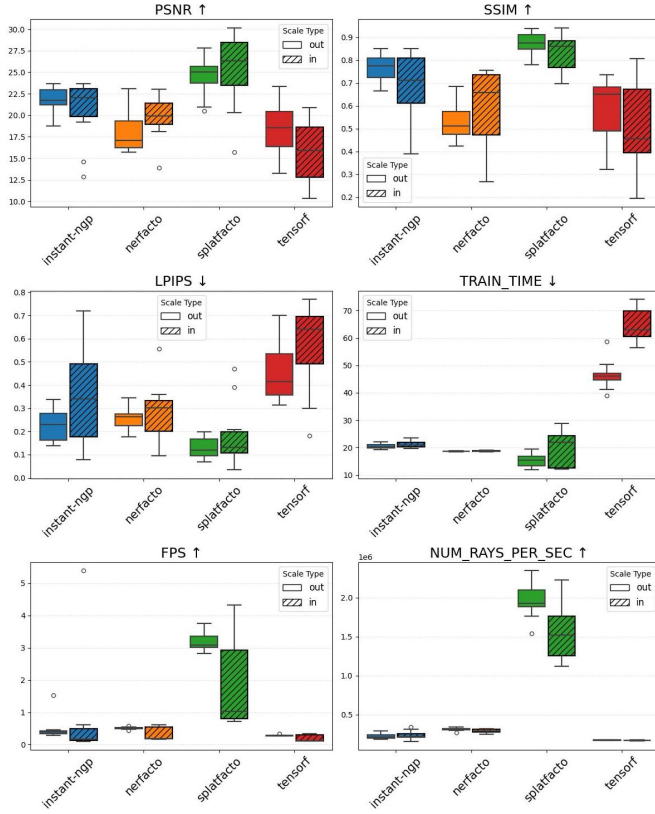 PSNR ↑
30.0
27.5
25.0
22.5
20.0
17.5
15.0
12.5
10.0
Scale Type
out
in
instant-ngp
nerfacto
splatfacto
tensorf
SSIM ↑
0.9
0.8
0.7
0.6
0.5
0.4
0.3
0.2
Scale Type
out
in
instant-ngp
nerfacto
splatfacto
tensorf
LPIPS ↓
0.8
0.7
0.6
0.5
0.4
0.3
0.2
0.1
0.0
Scale Type
out
in
instant-ngp
nerfacto
splatfacto
tensorf
TRAIN_TIME ↓
70
60
50
40
30
20
10
Scale Type
out
in
instant-ngp
nerfacto
splatfacto
tensorf
FPS ↑
5
4
3
2
1
0
Scale Type
out
in
instant-ngp
nerfacto
splatfacto
tensorf
NUM_RAYS_PER_SEC ↑
1e6
2.0
1.5
1.0
0.5
Scale Type
out
in
instant-ngp
nerfacto
splatfacto
tensorf